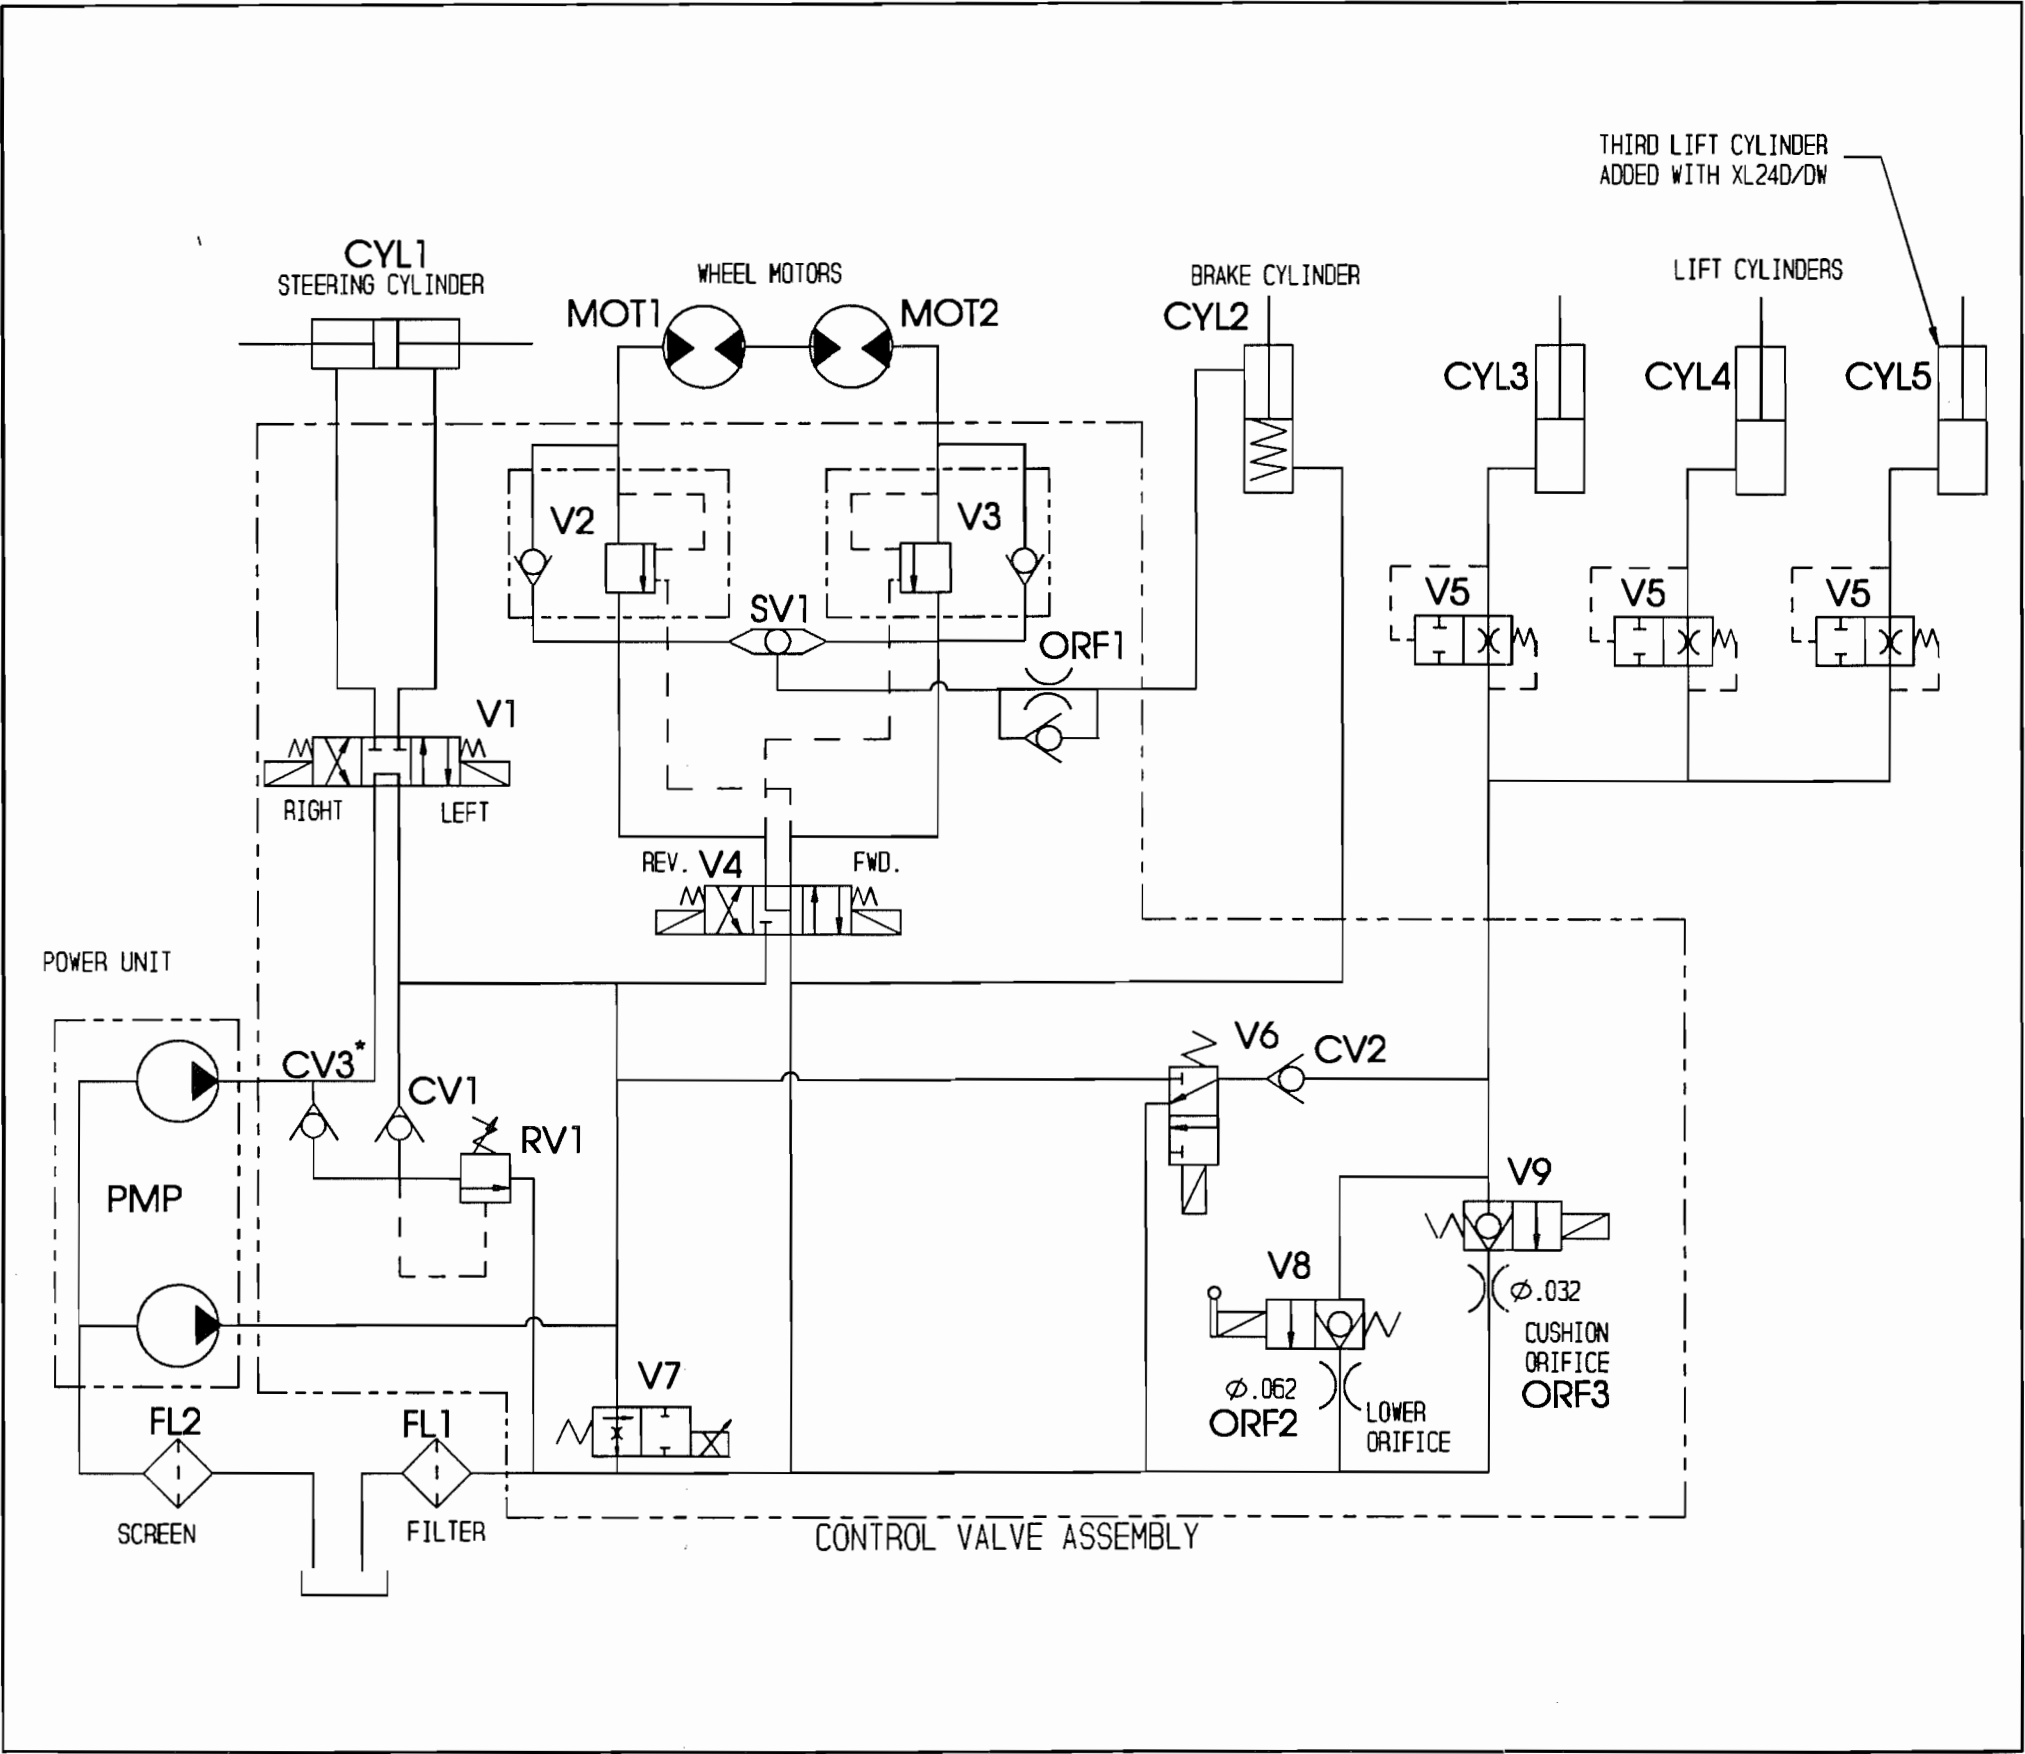 THIRD LIFT CYLINDER
ADDED WITH XL24D/DW
CYL1
STEERING CYLINDER
WHEEL MOTORS
MOT1
MOT2
BRAKE CYLINDER
CYL2
LIFT CYLINDERS
CYL3
CYL4
CYL5
V2
V3
V5
V5
V5
SV1
ORF1
V1
RIGHT
LEFT
REV.
V4
FWD.
POWER UNIT
CV3*
CV1
RV1
PMP
V6
CV2
V9
V8
Ø.032
CUSHION
ORIFICE
ORF3
Ø.062
ORF2
LOWER
ORIFICE
V7
FL2
FL1
SCREEN
FILTER
CONTROL VALVE ASSEMBLY